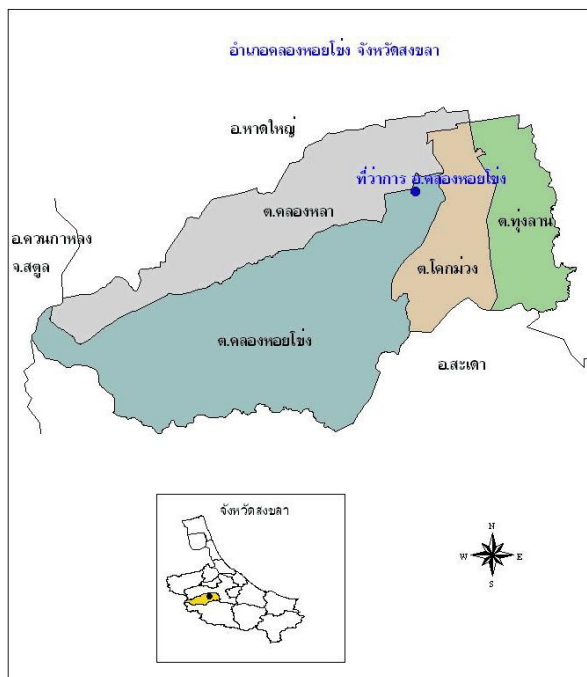 อำเภอคลองหอยโข่ง จังหวัดสงขลา
อ.หาดใหญ่
ที่ว่าการ อ.คลองหอยโข่ง
ต.คลองหลา
ต.ทุ่งลาน
อ.ควนกาหลง
จ.สตูล
ต.โคกม่วง
ต.คลองหอยโข่ง
อ.สะเดา
จังหวัดสงขลา
N
W E
S